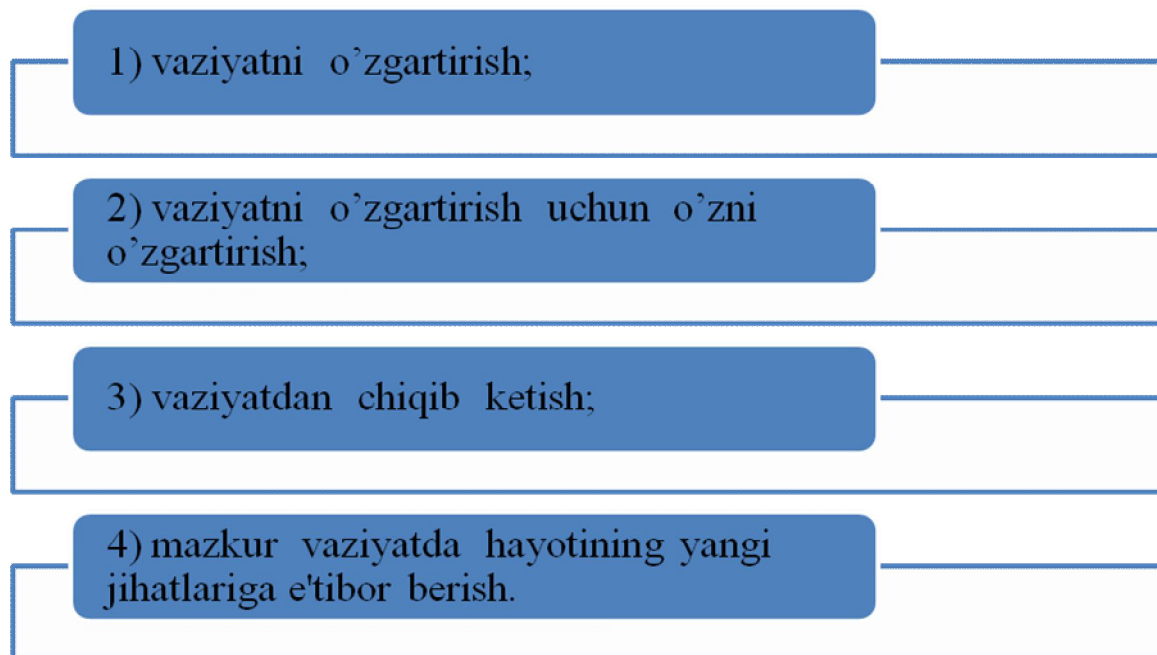 1) vaziyatni o’zgartirish;
2) vaziyatni o’zgartirish uchun o’zni
o’zgartirish;
3) vaziyatdan chiqib ketish;
4) mazkur vaziyatda hayotining yangi
jihatlariga e'tibor berish.